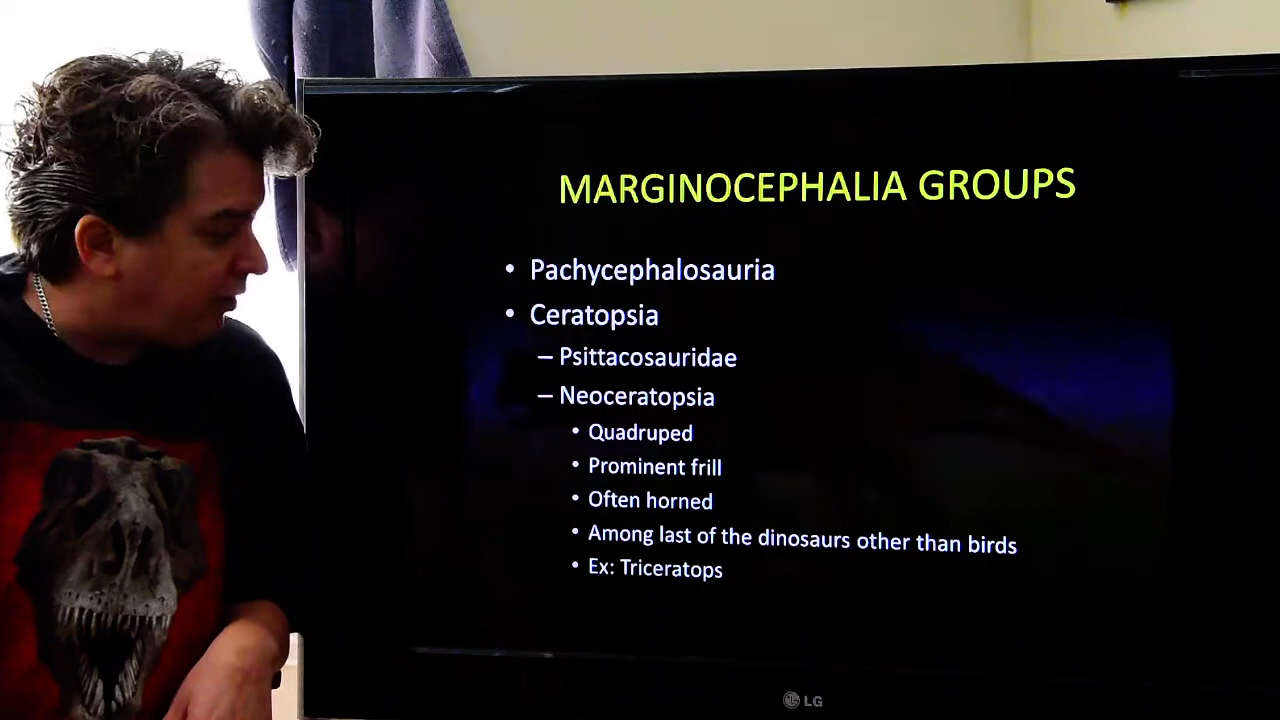 MARGINOCEPHALIA GROUPS
• Pachycephalosauria
• Ceratopsia
– Psittacosauridae
– Neoceratopsia
• Quadruped
• Prominent frill
• Often horned
• Among last of the dinosaurs other than birds
• Ex: Triceratops
LG